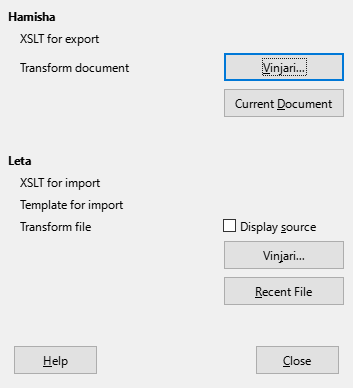 Hamisha
XSLT for export
Transform document
Vinjari...
Current Document
Leta
XSLT for import
Template for import
Transform file
Display source
Vinjari...
Recent File
Help
Close